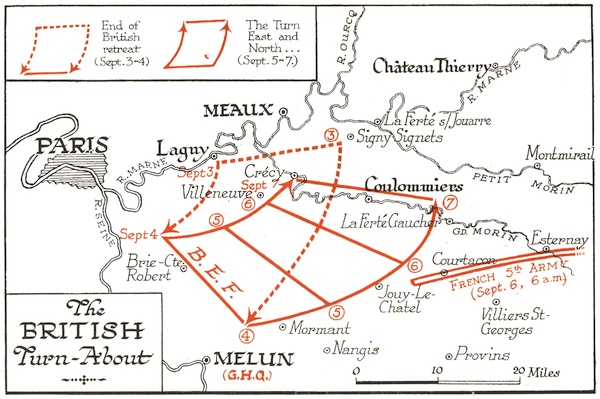 End of
British
retreat
(Sept. 3-4)
The Turn
East and
North...
(Sept. 5-7.)
R. OURCQ
Château Thierry
R. MARNE
MEAUX
La Ferté s/Jouarre
PARIS
Lagny
3
Signy Signets
R. MARNE
Sept 3
Crécy
Sept 7
Montmirail
PETIT MORIN
Villeneuve
6
Coulommiers
7
R. SEINE
Sept 4
5
La Ferté Gaucher
GD. MORIN
Esternay
B.E.F.
Brie-Cte-
Robert
6
Courtacon
FRENCH 5th ARMY
(Sept. 6, 6 a.m.)
Jouy-Le-
Chatel
Villiers St-
Georges
The
BRITISH
Turn-About
4
5
Mormant
Nangis
Provins
MELUN
(G.H.Q.)
0
10
20
Miles